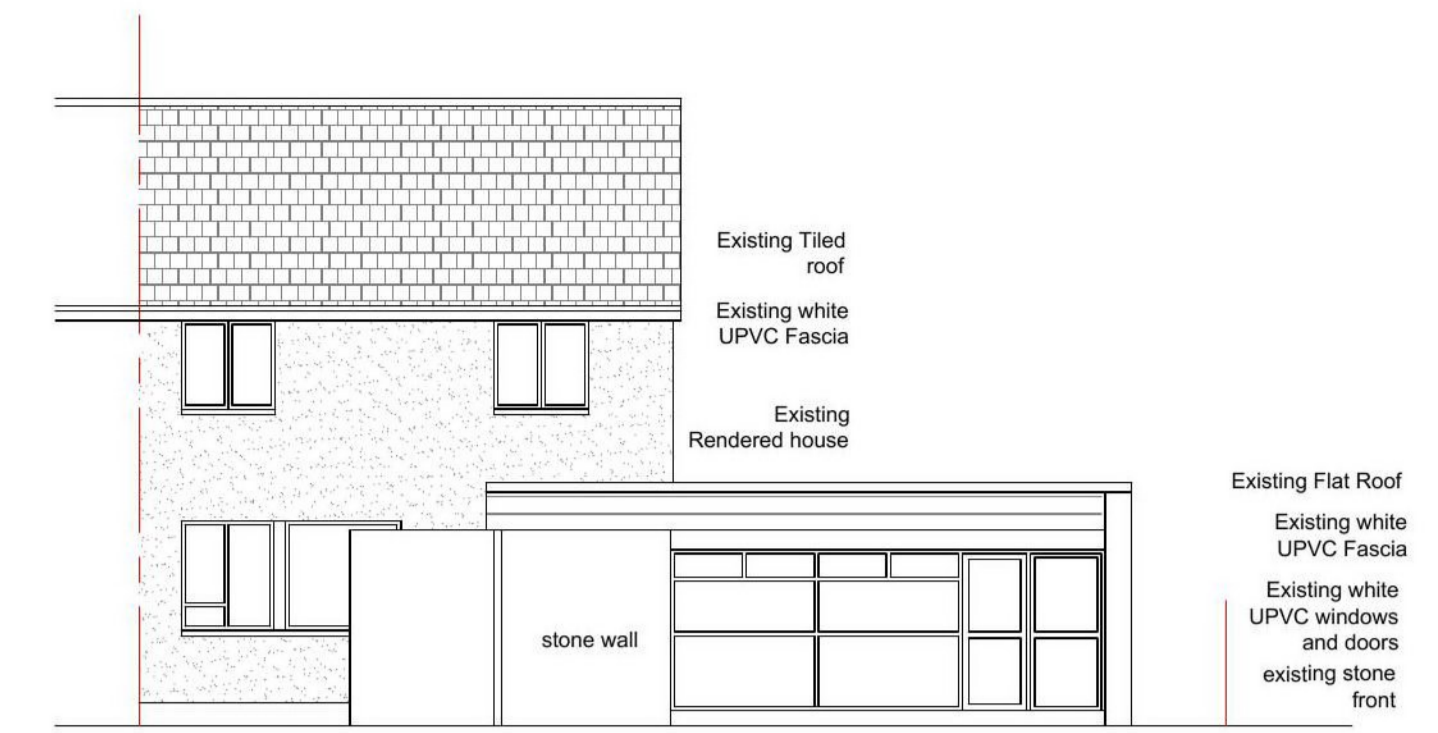 Existing Tiled
roof
Existing white
UPVC Fascia
Existing
Rendered house
Existing Flat Roof
Existing white
UPVC Fascia
Existing white
UPVC windows
and doors
existing stone
front
stone wall